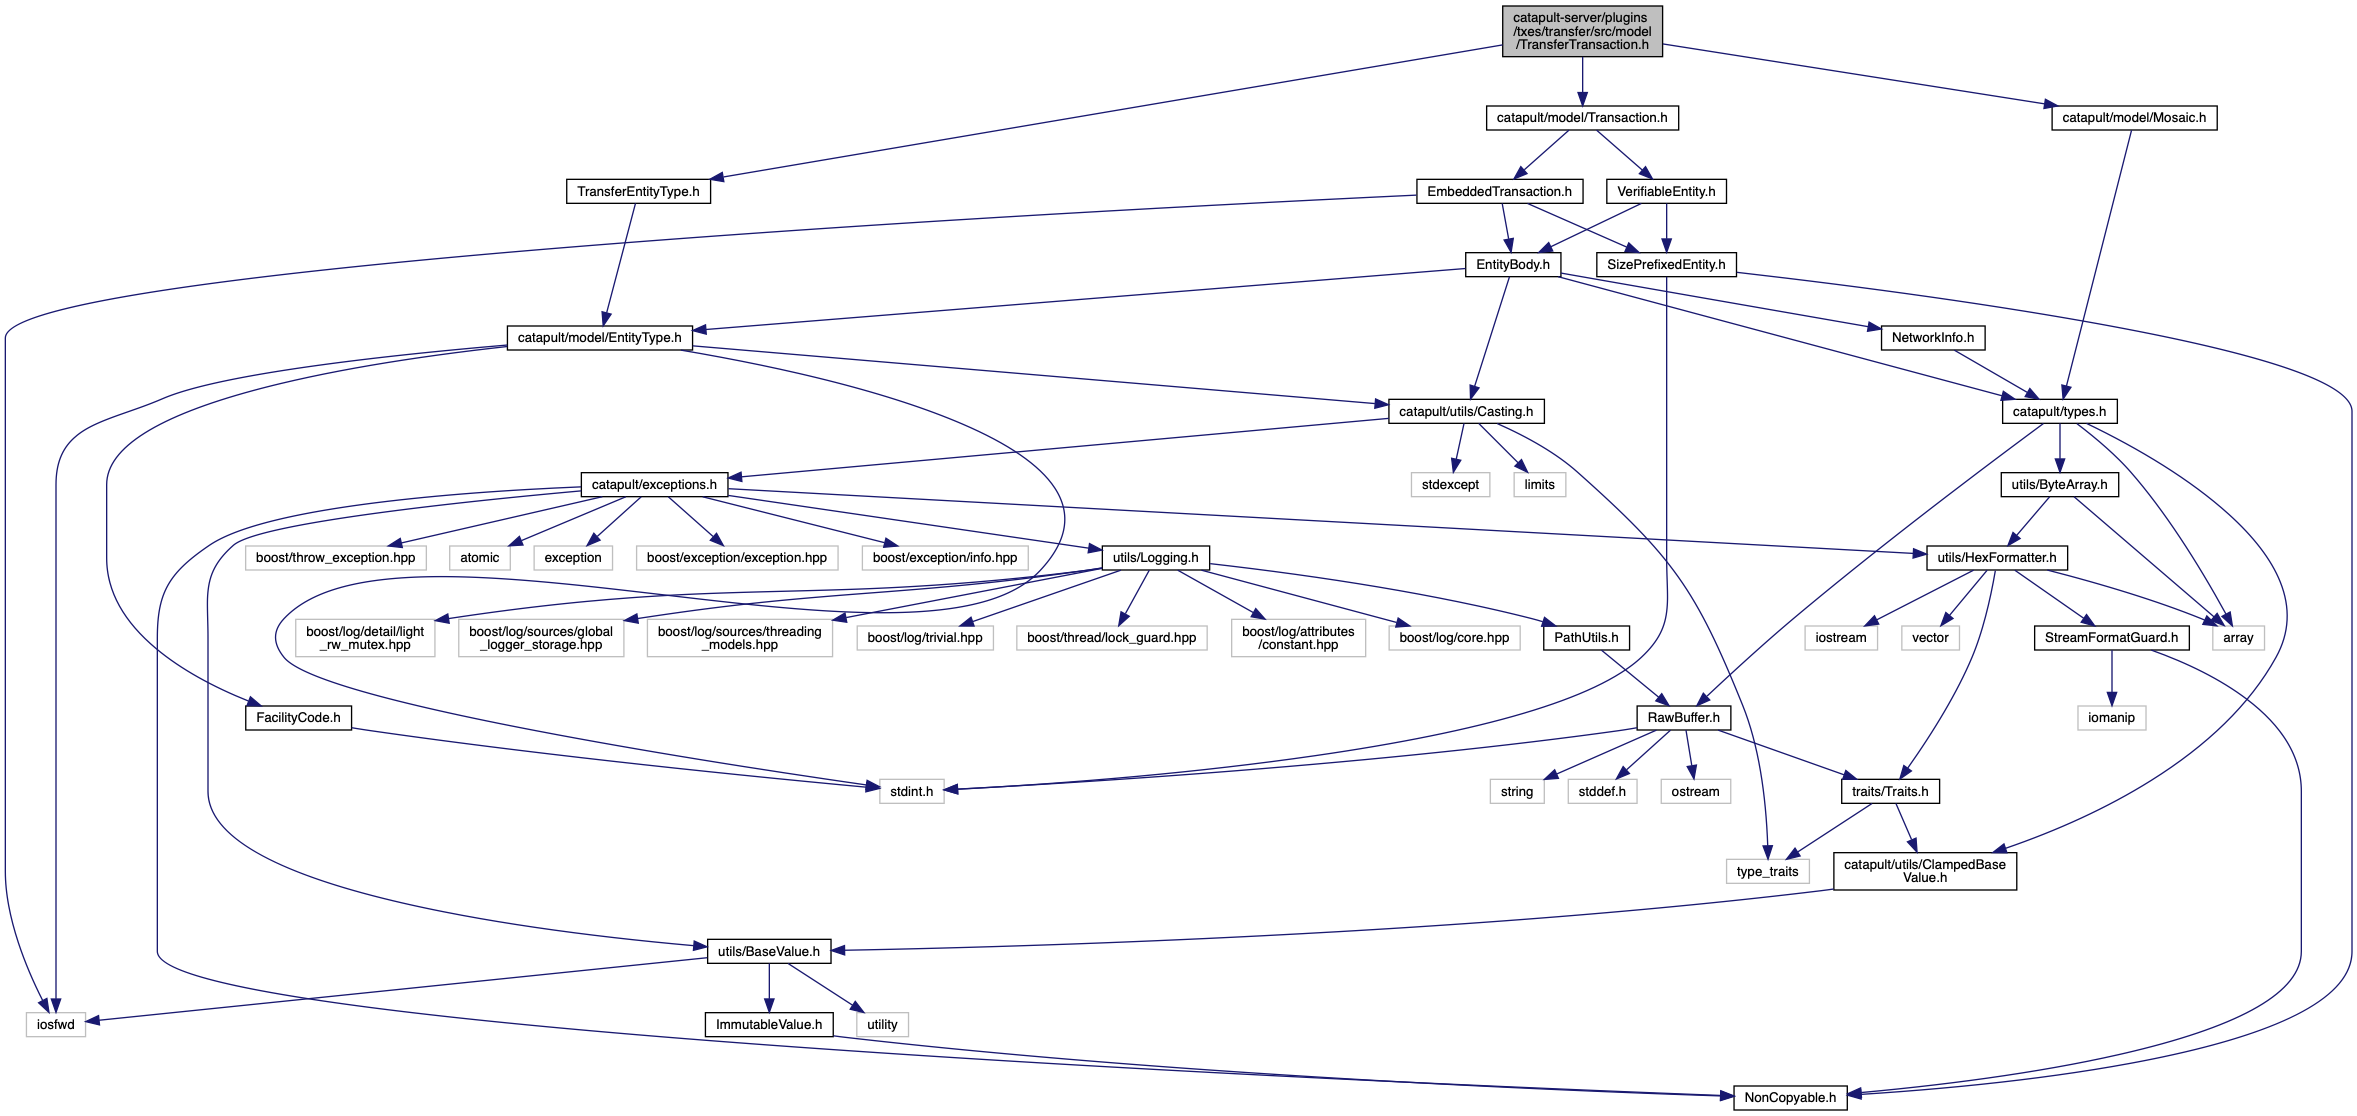 catapult-server/plugins
/txes/transfer/src/model
/TransferTransaction.h
catapult/model/Transaction.h
catapult/model/Mosaic.h
TransferEntityType.h
EmbeddedTransaction.h
VerifiableEntity.h
EntityBody.h
SizePrefixedEntity.h
catapult/model/EntityType.h
NetworkInfo.h
catapult/utils/Casting.h
catapult/types.h
catapult/exceptions.h
stdexcept
limits
utils/ByteArray.h
boost/throw_exception.hpp
atomic
exception
boost/exception/exception.hpp
boost/exception/info.hpp
utils/Logging.h
utils/HexFormatter.h
boost/log/detail/light
_rw_mutex.hpp
boost/log/sources/global
_logger_storage.hpp
boost/log/sources/threading
_models.hpp
boost/log/trivial.hpp
boost/thread/lock_guard.hpp
boost/log/attributes
/constant.hpp
boost/log/core.hpp
PathUtils.h
iostream
vector
StreamFormatGuard.h
array
FacilityCode.h
RawBuffer.h
iomanip
stdint.h
string
stddef.h
ostream
traits/Traits.h
type_traits
catapult/utils/ClampedBase
Value.h
utils/BaseValue.h
iosfwd
ImmutableValue.h
utility
NonCopyable.h